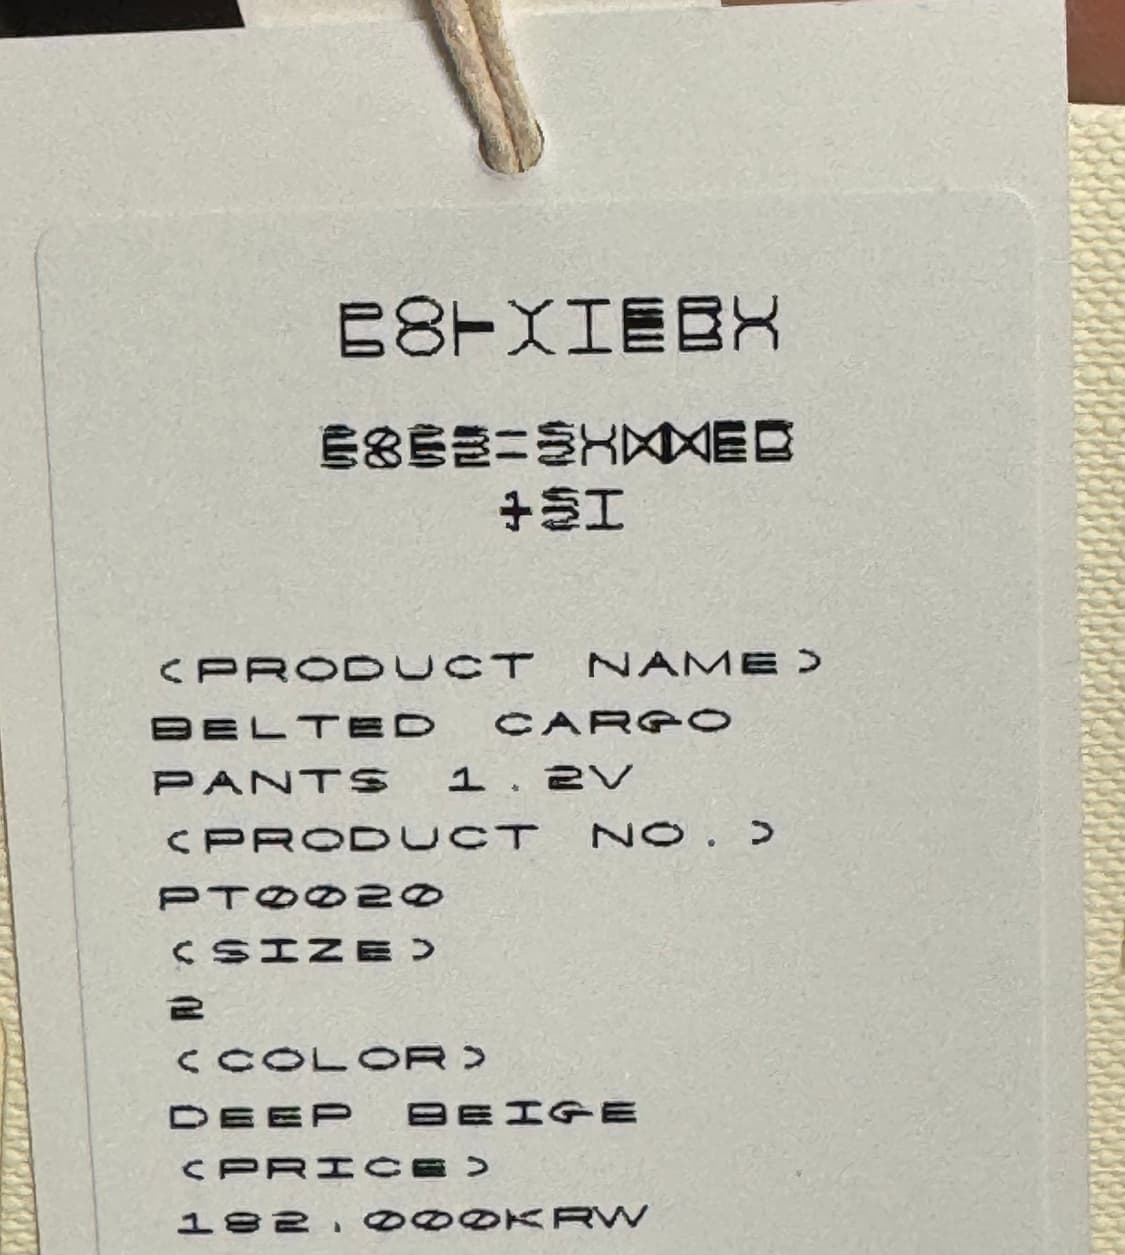 <PRODUCT NAME>
BELTED CARGO
PANTS 1.2V
<PRODUCT NO.>
PT0020
<SIZE>
2
<COLOR>
DEEP BEIGE
<PRICE>
182.000KRW